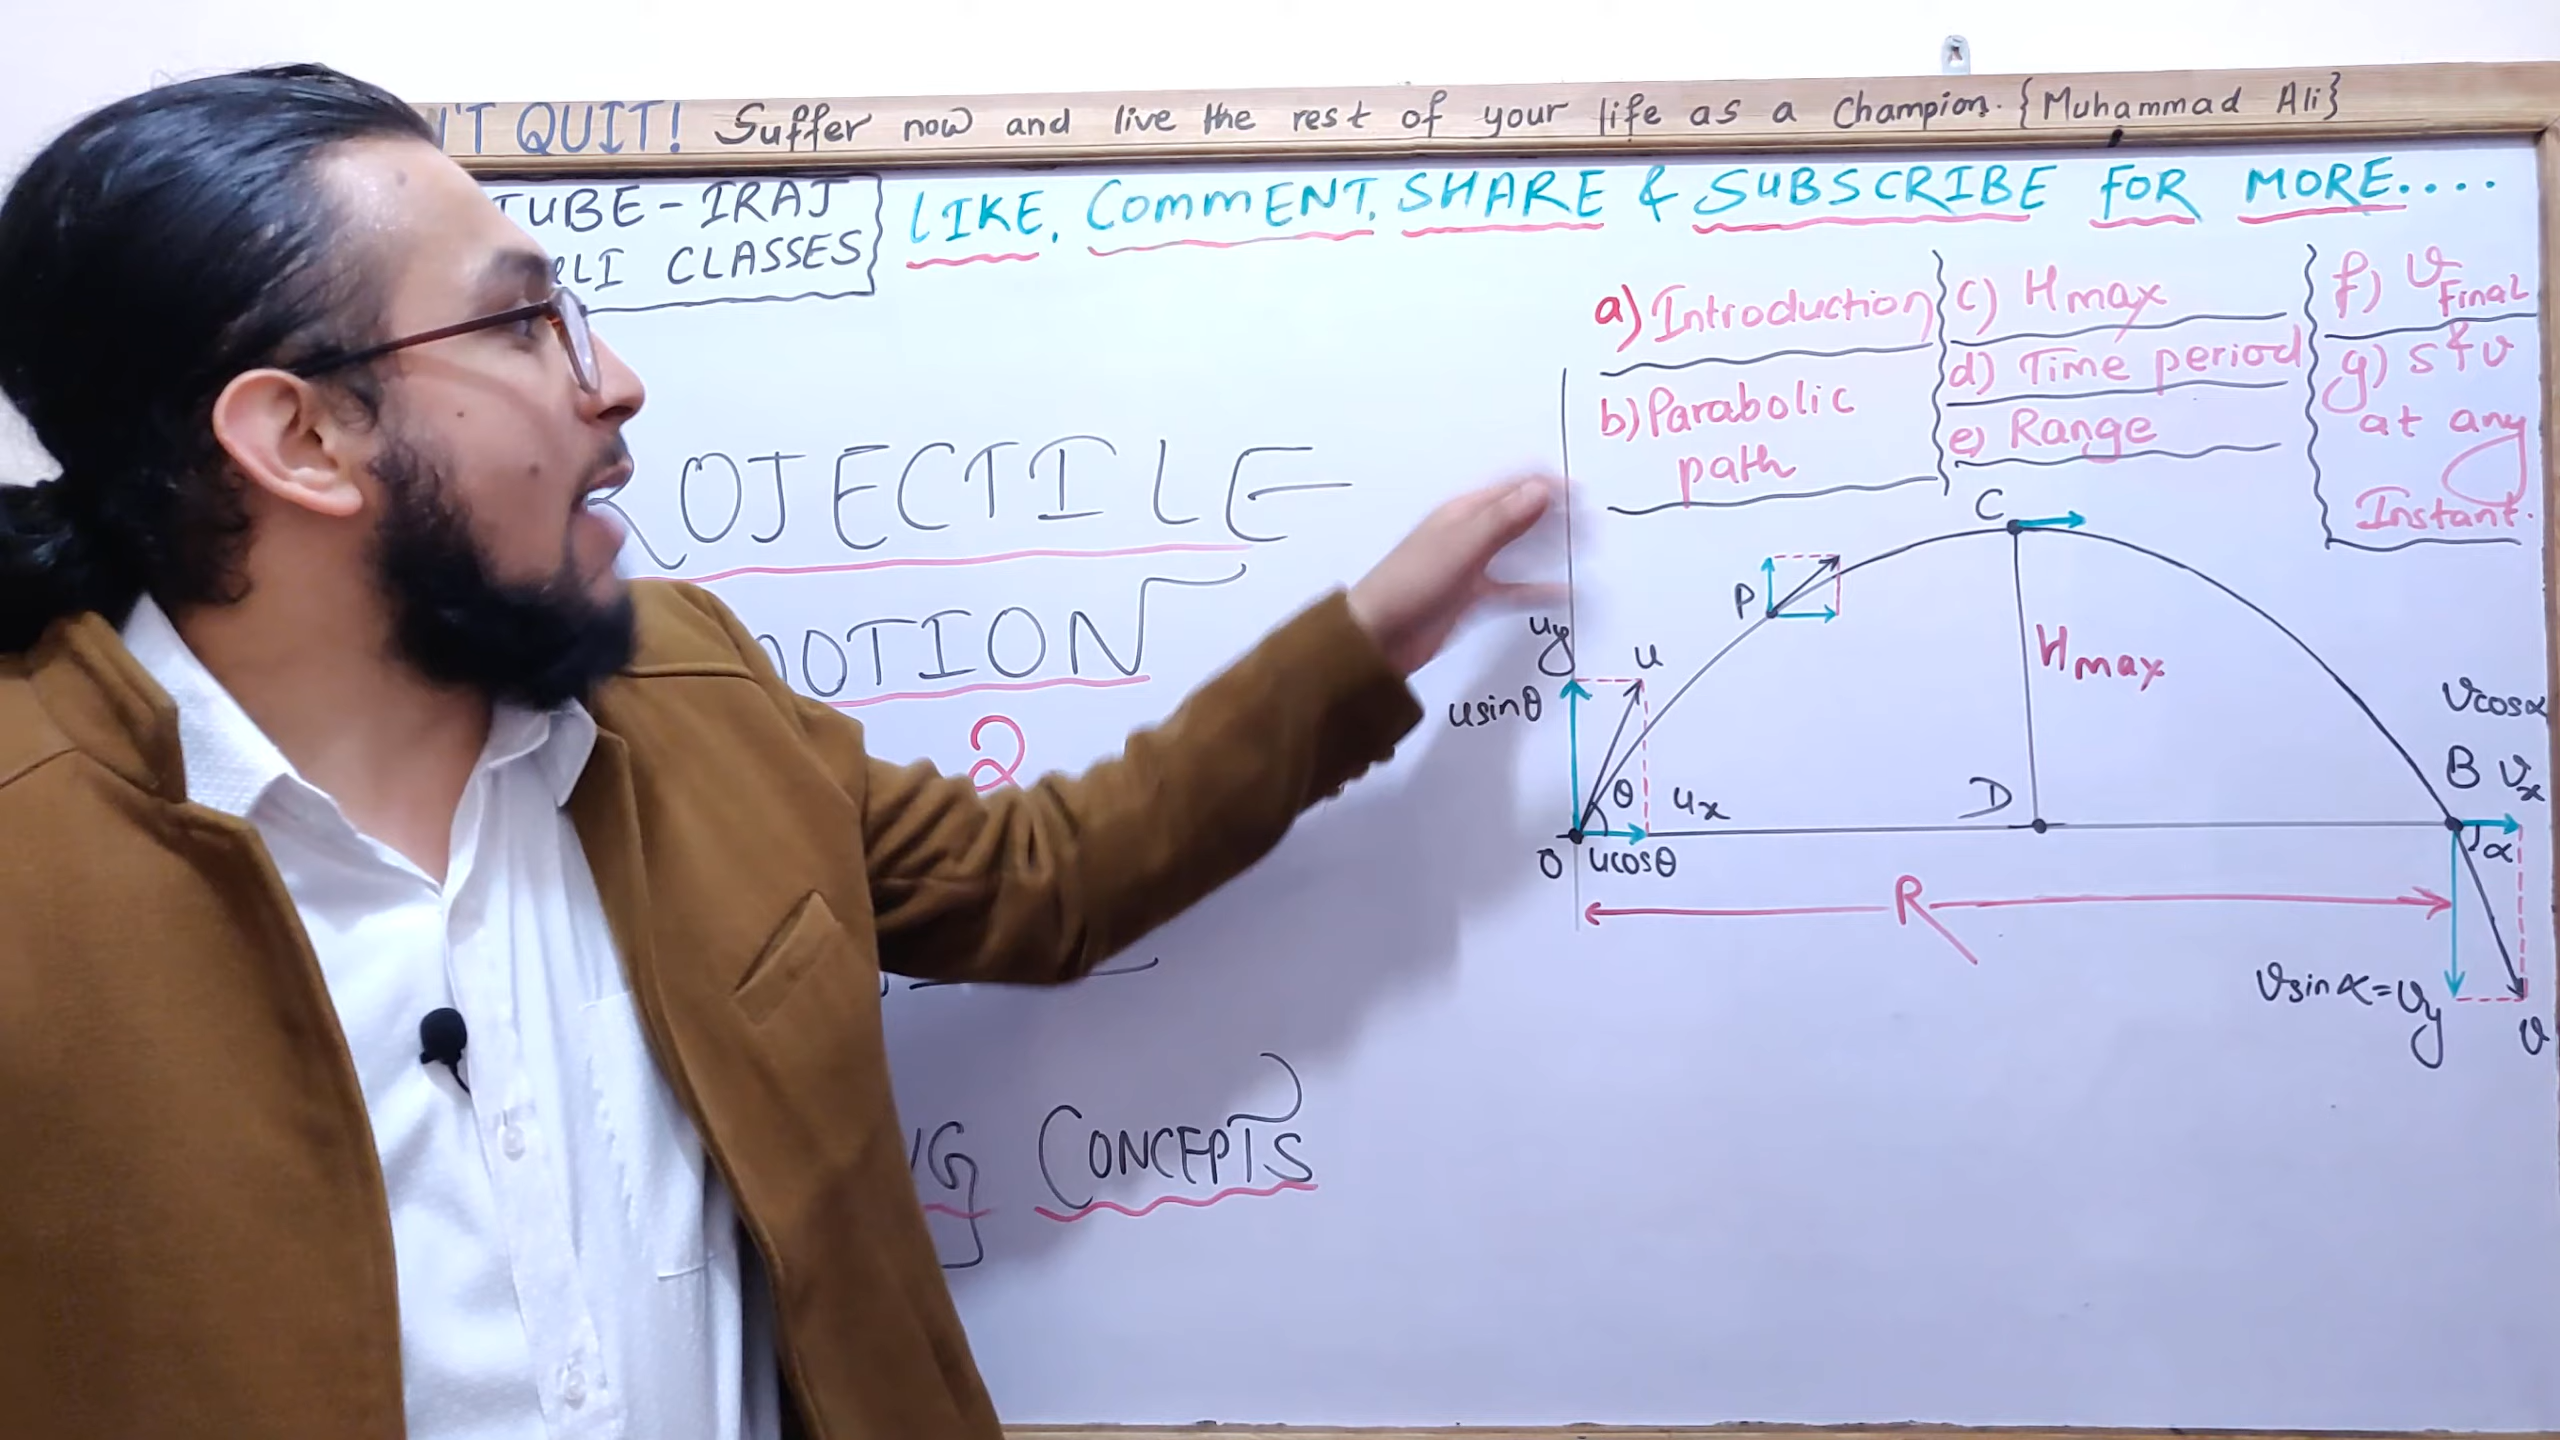 N'T QUIT! Suffer now and live the rest of your life as a Champion. {Muhammad Ali}
TUBE - IRAJ
ALI CLASSES
LIKE, COMMENT, SHARE & SUBSCRIBE FOR MORE....
a) Introduction
b) Parabolic
path
c) Hmax
d) Time period
e) Range
f) vFinal
g) s & v
at any
Instant.
ROJECTILE
OTION
2
G CONCEPTS
C
P
Hmax
uy
u
usinθ
θ
ux
D
O
ucosθ
R
vcosα
B
vx
α
vsinα = vy
v